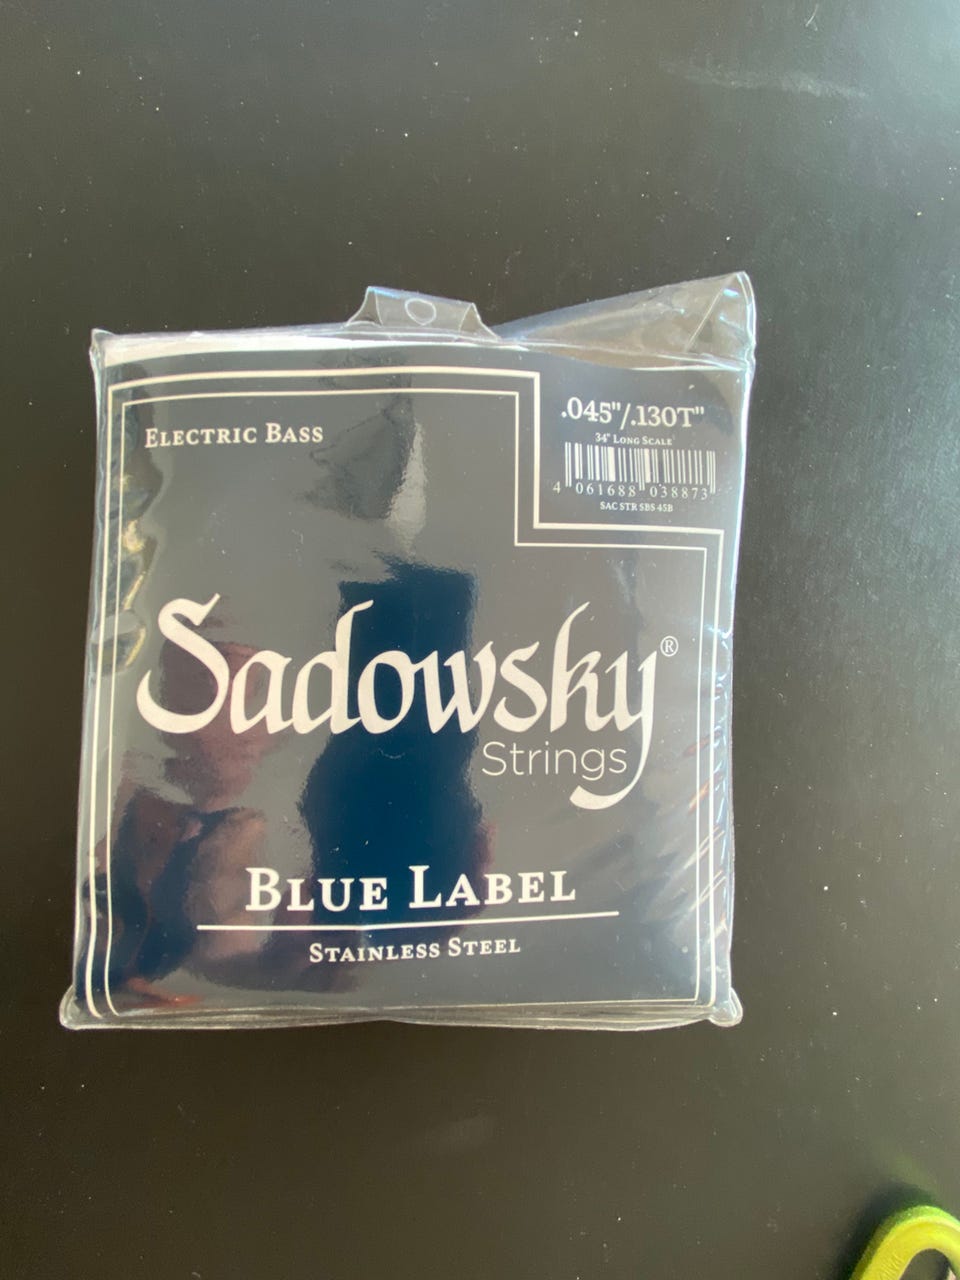 ELECTRIC BASS
.045"/.130T"
34" LONG SCALE
4 061688 038873
SAC STR SBS 45B
Sadowsky®
Strings
BLUE LABEL
STAINLESS STEEL